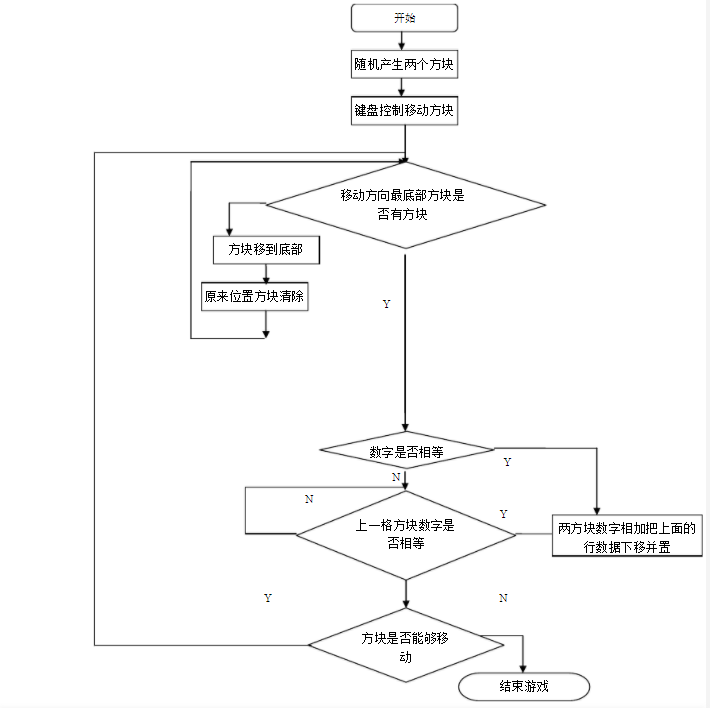 开始
随机产生两个方块
键盘控制移动方块
移动方向最底部方块是
否有方块
方块移到底部
原来位置方块清除
Y
数字是否相等
Y
N
N
上一格方块数字是
否相等
Y
两方块数字相加把上面的
行数据下移并置
Y
N
方块是否能够移
动
结束游戏